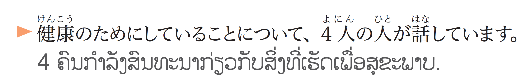 ▶健康のためにしていることについて、4人の人が話しています。
4 ຄົນກຳລັງສົນທະນາກ່ຽວກັບສິ່ງທີ່ເຮັດເພື່ອສຸຂະພາບ.